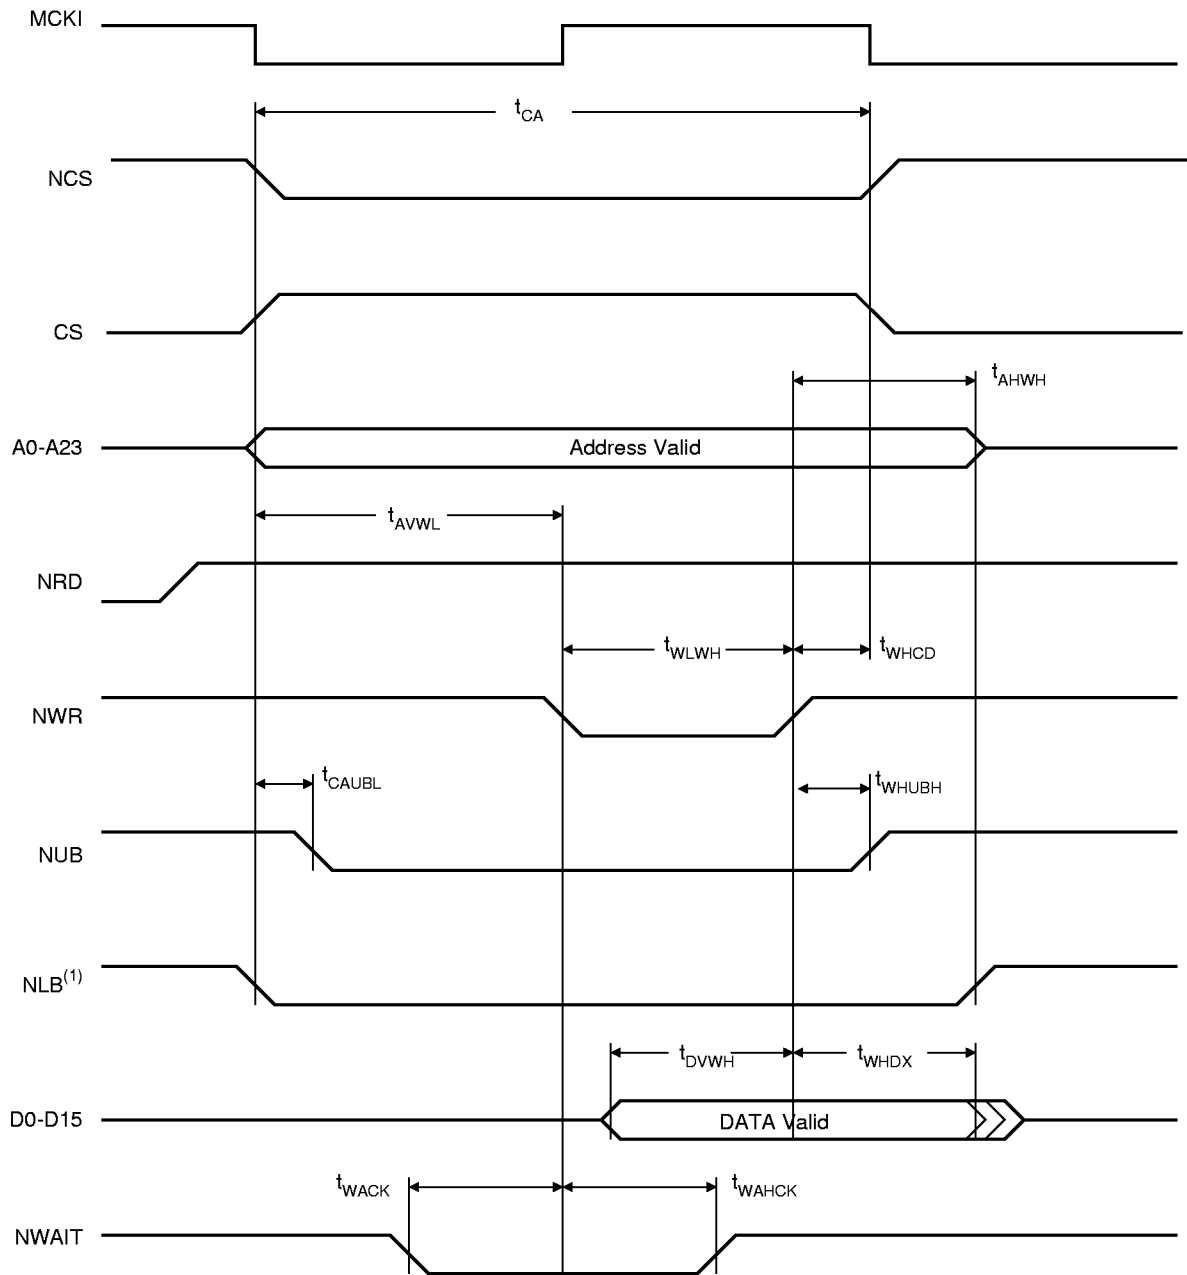 MCKI
tCA
NCS
CS
tAHWH
A0-A23
Address Valid
tAVWL
NRD
tWLWH
tWHCD
NWR
tCAUBL
tWHUBH
NUB
NLB(1)
tDVWH
tWHDX
D0-D15
DATA Valid
tWACK
tWAHCK
NWAIT